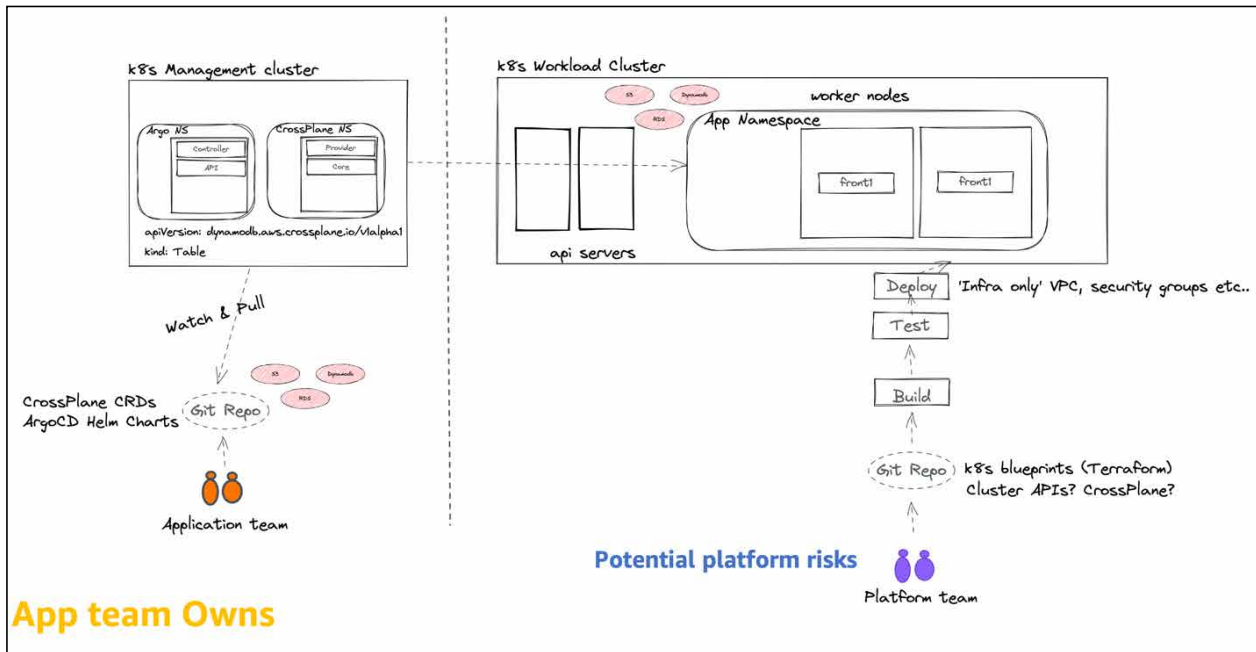 k8s Management cluster
Argo NS
Controller
API
CrossPlane NS
Provider
Core
apiVersion: dynamodb.aws.crossplane.io/v1alpha1
kind: Table
Watch & Pull
S3
Dynamodb
RDS
CrossPlane CRDs
ArgoCD Helm Charts
Git Repo
Application team
App team Owns
k8s Workload Cluster
S3
Dynamodb
RDS
worker nodes
App Namespace
front1
front1
api servers
Deploy
'Infra only' VPC, security groups etc..
Test
Build
Git Repo
k8s blueprints (Terraform)
Cluster APIs? CrossPlane?
Potential platform risks
Platform team